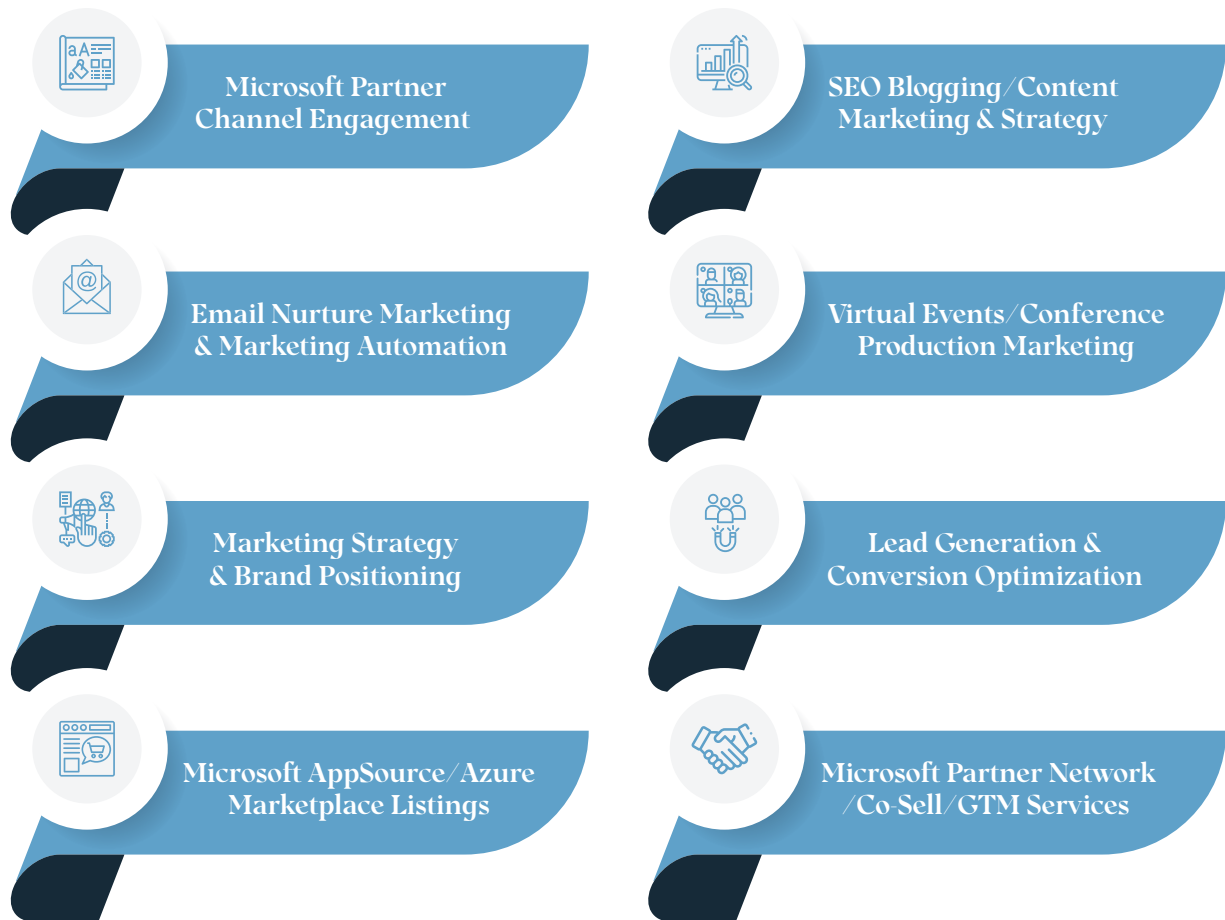 aA
Microsoft Partner
Channel Engagement
SEO Blogging/Content
Marketing & Strategy
@
Email Nurture Marketing
& Marketing Automation
Virtual Events/Conference
Production Marketing
Marketing Strategy
& Brand Positioning
Lead Generation &
Conversion Optimization
Microsoft AppSource/Azure
Marketplace Listings
Microsoft Partner Network
/Co-Sell/GTM Services